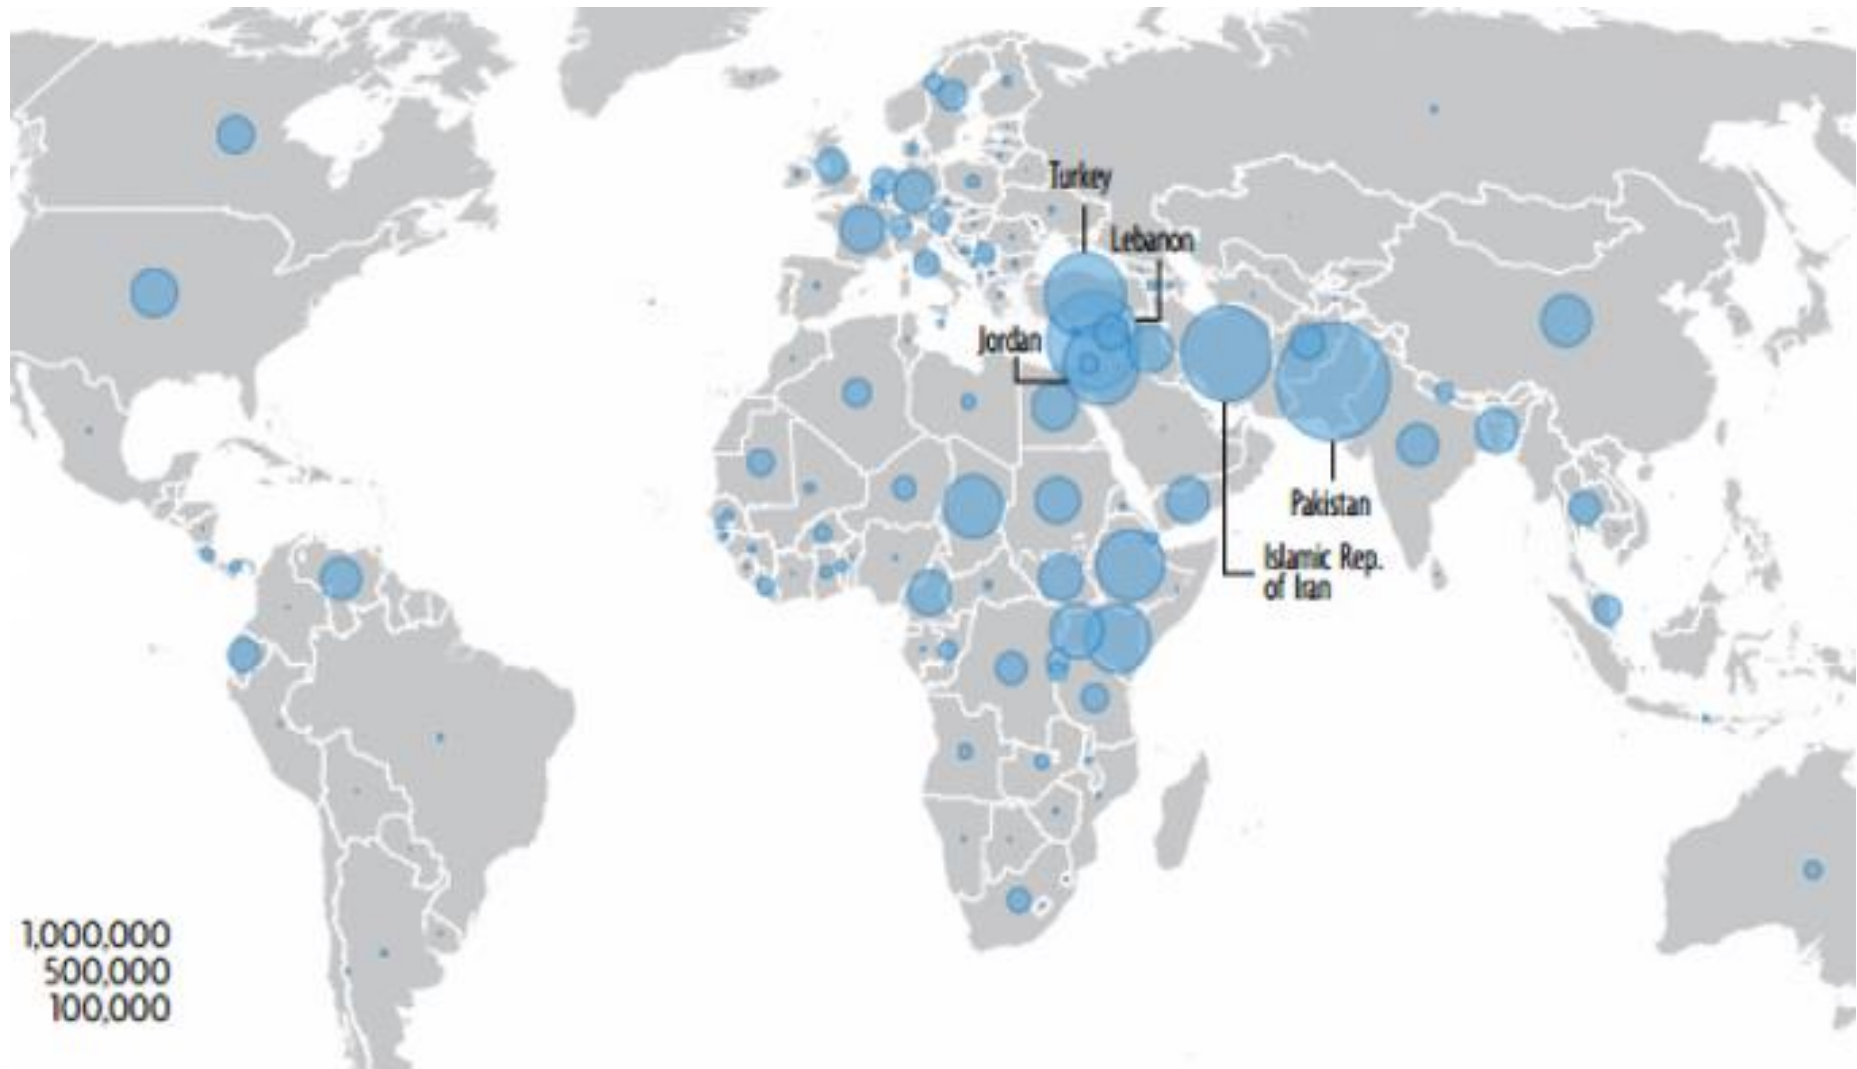 Turkey
Lebanon
Jordan
Pakistan
Islamic Rep.
of Iran
1,000,000
500,000
100,000